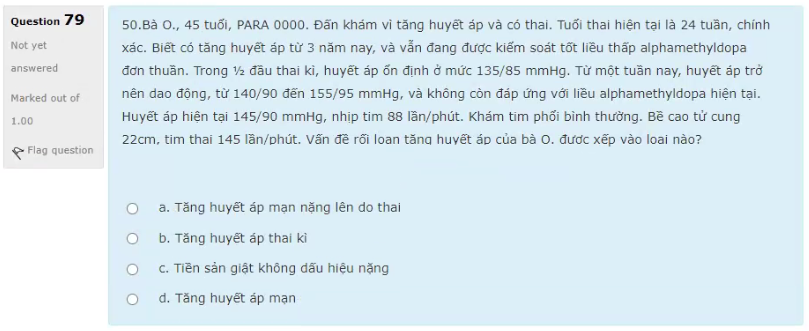 Question 79
Not yet
answered
Marked out of
1.00
Flag question
50.Bà O., 45 tuổi, PARA 0000. Đấn khám vì tăng huyết áp và có thai. Tuổi thai hiện tại là 24 tuần, chính
xác. Biết có tăng huyết áp từ 3 năm nay, và vẫn đang được kiểm soát tốt liều thấp alphamethyldopa
đơn thuần. Trong ½ đầu thai kì, huyết áp ổn định ở mức 135/85 mmHg. Từ một tuần nay, huyết áp trở
nên dao động, từ 140/90 đến 155/95 mmHg, và không còn đáp ứng với liều alphamethyldopa hiện tại.
Huyết áp hiện tại 145/90 mmHg, nhịp tim 88 lần/phút. Khám tim phổi bình thường. Bề cao tử cung
22cm, tim thai 145 lần/phút. Vấn đề rối loạn tăng huyết áp của bà O. được xếp vào loại nào?
a. Tăng huyết áp mạn nặng lên do thai
b. Tăng huyết áp thai kì
c. Tiền sản giật không dấu hiệu nặng
d. Tăng huyết áp mạn